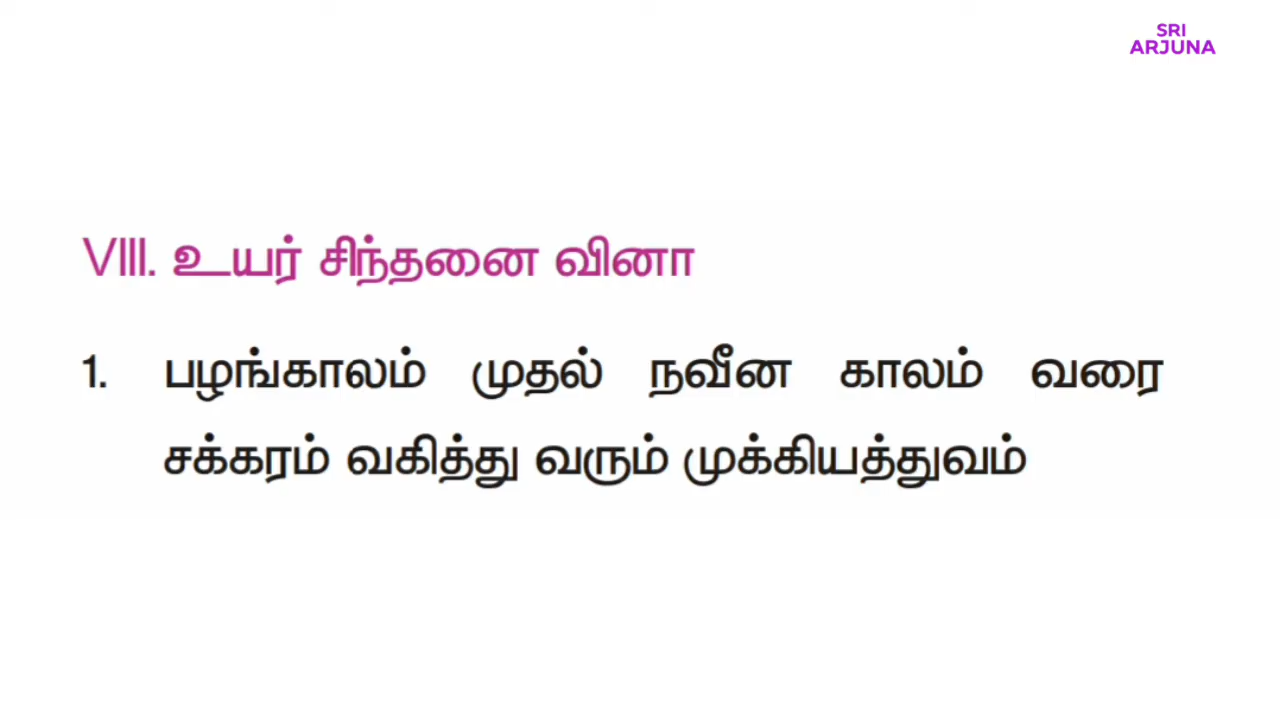 SRI
ARJUNA
VIII. உயர் சிந்தனை வினா
1. பழங்காலம் முதல் நவீன காலம் வரை
சக்கரம் வகித்து வரும் முக்கியத்துவம்